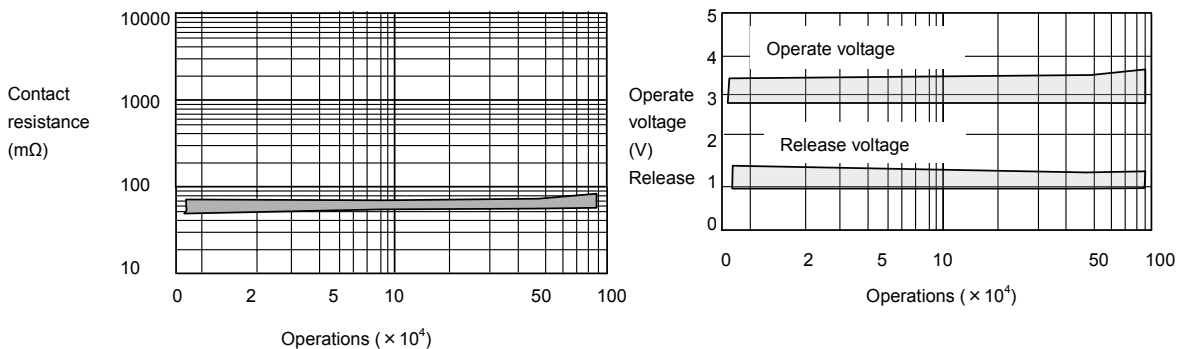 10000
1000
100
10
Contact
resistance
(mΩ)
0 2 5 10 50 100
Operations ( × 10⁴)
5
4
3
2
1
0
Operate
voltage
(V)
Release
Operate voltage
Release voltage
0 2 5 10 50 100
Operations ( × 10⁴)